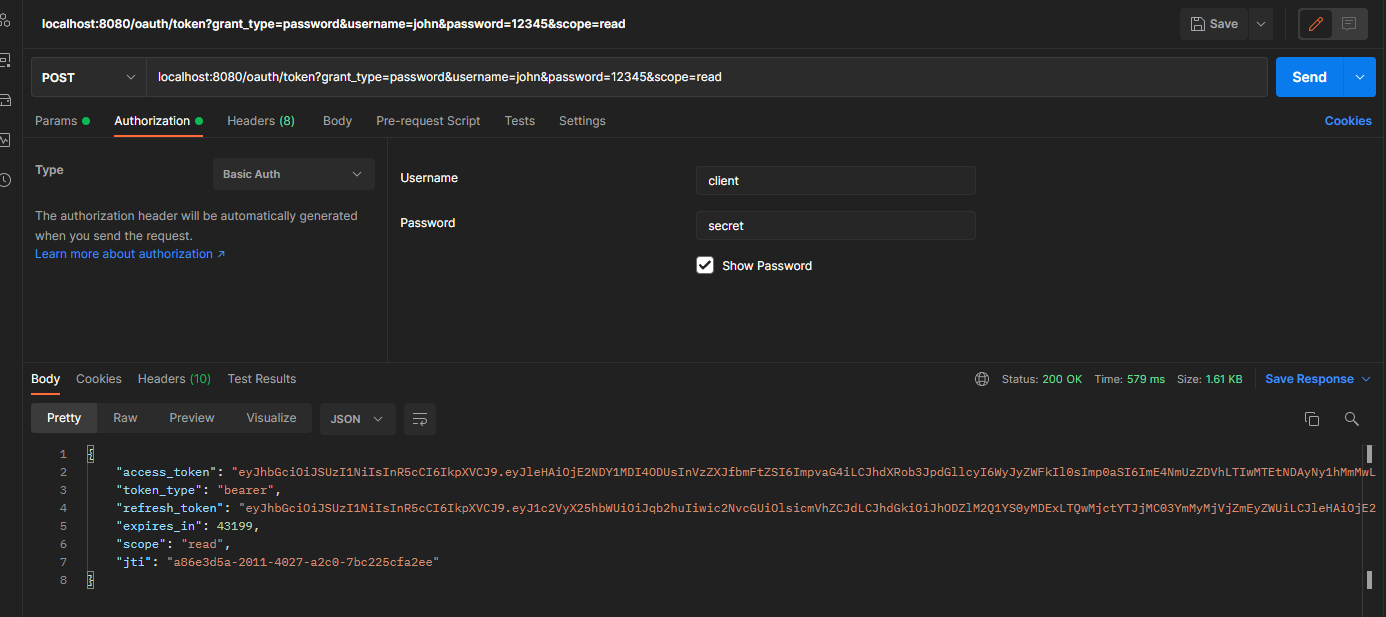 localhost:8080/oauth/token?grant_type=password&username=john&password=12345&scope=read
Save
POST
localhost:8080/oauth/token?grant_type=password&username=john&password=12345&scope=read
Send
Params
Authorization
Headers (8)
Body
Pre-request Script
Tests
Settings
Cookies
Type
Basic Auth
The authorization header will be automatically generated
when you send the request.
Learn more about authorization ↗
Username
client
Password
secret
Show Password
Body
Cookies
Headers (10)
Test Results
Status: 200 OK
Time: 579 ms
Size: 1.61 KB
Save Response
Pretty
Raw
Preview
Visualize
JSON
1 {
2 "access_token": "eyJhbGciOiJSUzI1NiIsInR5cCI6IkpXVCJ9.eyJleHAiOjE2NDY1MDI4ODUsInVzZXJfbmFtZSI6ImpvaG4iLCJhdXRob3JpdGllcyI6WyJyZWFkIl0sImp0aSI6ImE4NmUzZDVhLTIwMTEtNDAyNy1hMmMwL
3 "token_type": "bearer",
4 "refresh_token": "eyJhbGciOiJSUzI1NiIsInR5cCI6IkpXVCJ9.eyJ1c2VyX25hbWUiOiJqb2huIiwic2NvcGUiOlsicmVhZCJdLCJhdGkiOiJhODZlM2Q1YS0yMDExLTQwMjctYTJjMC03YmMyMjVjZmEyZWUiLCJleHAiOjE2
5 "expires_in": 43199,
6 "scope": "read",
7 "jti": "a86e3d5a-2011-4027-a2c0-7bc225cfa2ee"
8 }